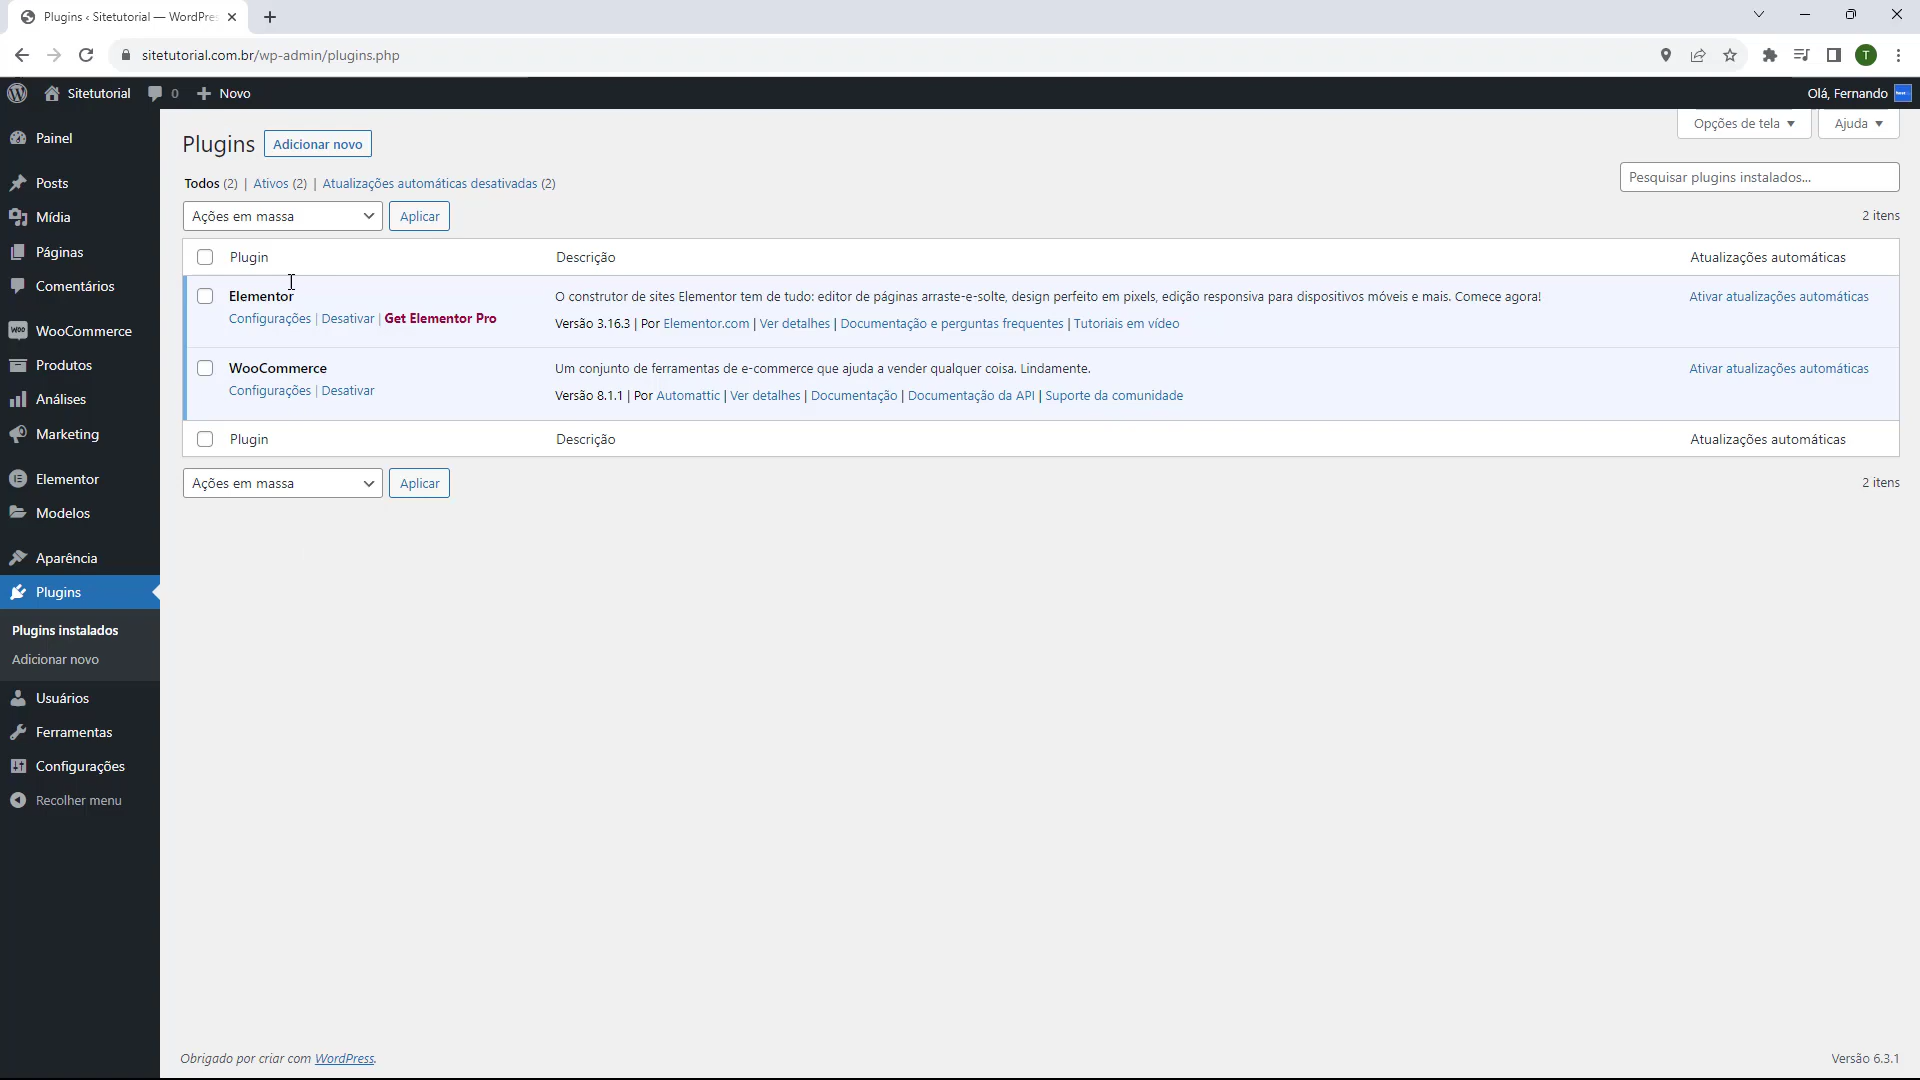 Plugins ‹ Sitetutorial — WordPre
sitetutorial.com.br/wp-admin/plugins.php
T
Sitetutorial 0 Novo
Olá, Fernando
Painel
Posts
Mídia
Páginas
Comentários
WooCommerce
Produtos
Análises
Marketing
Elementor
Modelos
Aparência
Plugins
Plugins instalados
Adicionar novo
Usuários
Ferramentas
Configurações
Recolher menu
Opções de tela
Ajuda
Plugins Adicionar novo
Todos (2) | Ativos (2) | Atualizações automáticas desativadas (2)
Pesquisar plugins instalados...
Ações em massa Aplicar
2 itens
Plugin Descrição Atualizações automáticas
Elementor O construtor de sites Elementor tem de tudo: editor de páginas arraste-e-solte, design perfeito em pixels, edição responsiva para dispositivos móveis e mais. Comece agora! Ativar atualizações automáticas
Configurações | Desativar | Get Elementor Pro
Versão 3.16.3 | Por Elementor.com | Ver detalhes | Documentação e perguntas frequentes | Tutoriais em vídeo
WooCommerce Um conjunto de ferramentas de e-commerce que ajuda a vender qualquer coisa. Lindamente. Ativar atualizações automáticas
Configurações | Desativar
Versão 8.1.1 | Por Automattic | Ver detalhes | Documentação | Documentação da API | Suporte da comunidade
Plugin Descrição Atualizações automáticas
Ações em massa Aplicar
2 itens
Obrigado por criar com WordPress.
Versão 6.3.1